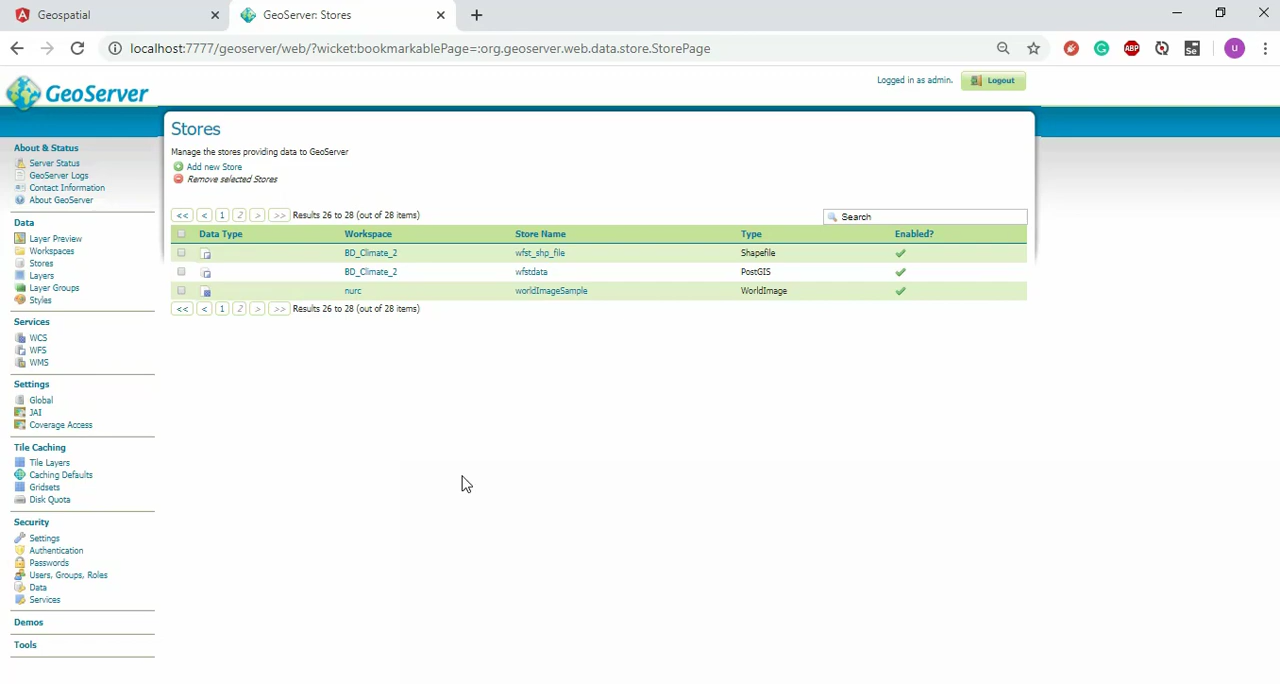 Geospatial
GeoServer: Stores
localhost:7777/geoserver/web/?wicket:bookmarkablePage=:org.geoserver.web.data.store.StorePage
ABP
Se
U
GeoServer
Logged in as admin.
Logout
About & Status
Server Status
GeoServer Logs
Contact Information
About GeoServer
Data
Layer Preview
Workspaces
Stores
Layers
Layer Groups
Styles
Services
WCS
WFS
WMS
Settings
Global
JAI
Coverage Access
Tile Caching
Tile Layers
Caching Defaults
Gridsets
Disk Quota
Security
Settings
Authentication
Passwords
Users, Groups, Roles
Data
Services
Demos
Tools
Stores
Manage the stores providing data to GeoServer
Add new Store
Remove selected Stores
<< < 1 2 > >> Results 26 to 28 (out of 28 items)
Search
Data Type Workspace Store Name Type Enabled?
BD_Climate_2 wfst_shp_file Shapefile
BD_Climate_2 wfstdata PostGIS
nurc worldImageSample WorldImage
<< < 1 2 > >> Results 26 to 28 (out of 28 items)